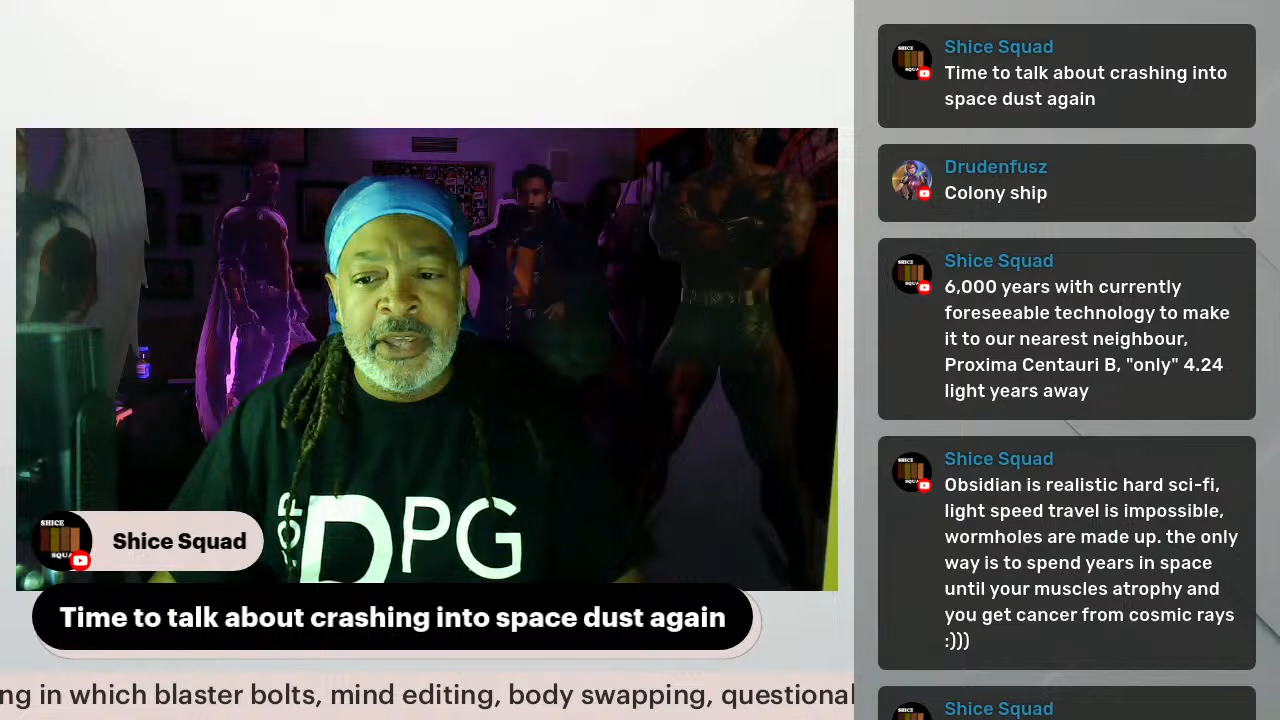 Shice Squad
Time to talk about crashing into
space dust again
Drudenfusz
Colony ship
Shice Squad
6,000 years with currently
foreseeable technology to make
it to our nearest neighbour,
Proxima Centauri B, "only" 4.24
light years away
Shice Squad
Obsidian is realistic hard sci-fi,
light speed travel is impossible,
wormholes are made up. the only
way is to spend years in space
until your muscles atrophy and
you get cancer from cosmic rays
:)))
Shice Squad
TOP
DPG
SHICE
SQUA
Shice Squad
Time to talk about crashing into space dust again
ng in which blaster bolts, mind editing, body swapping, questional